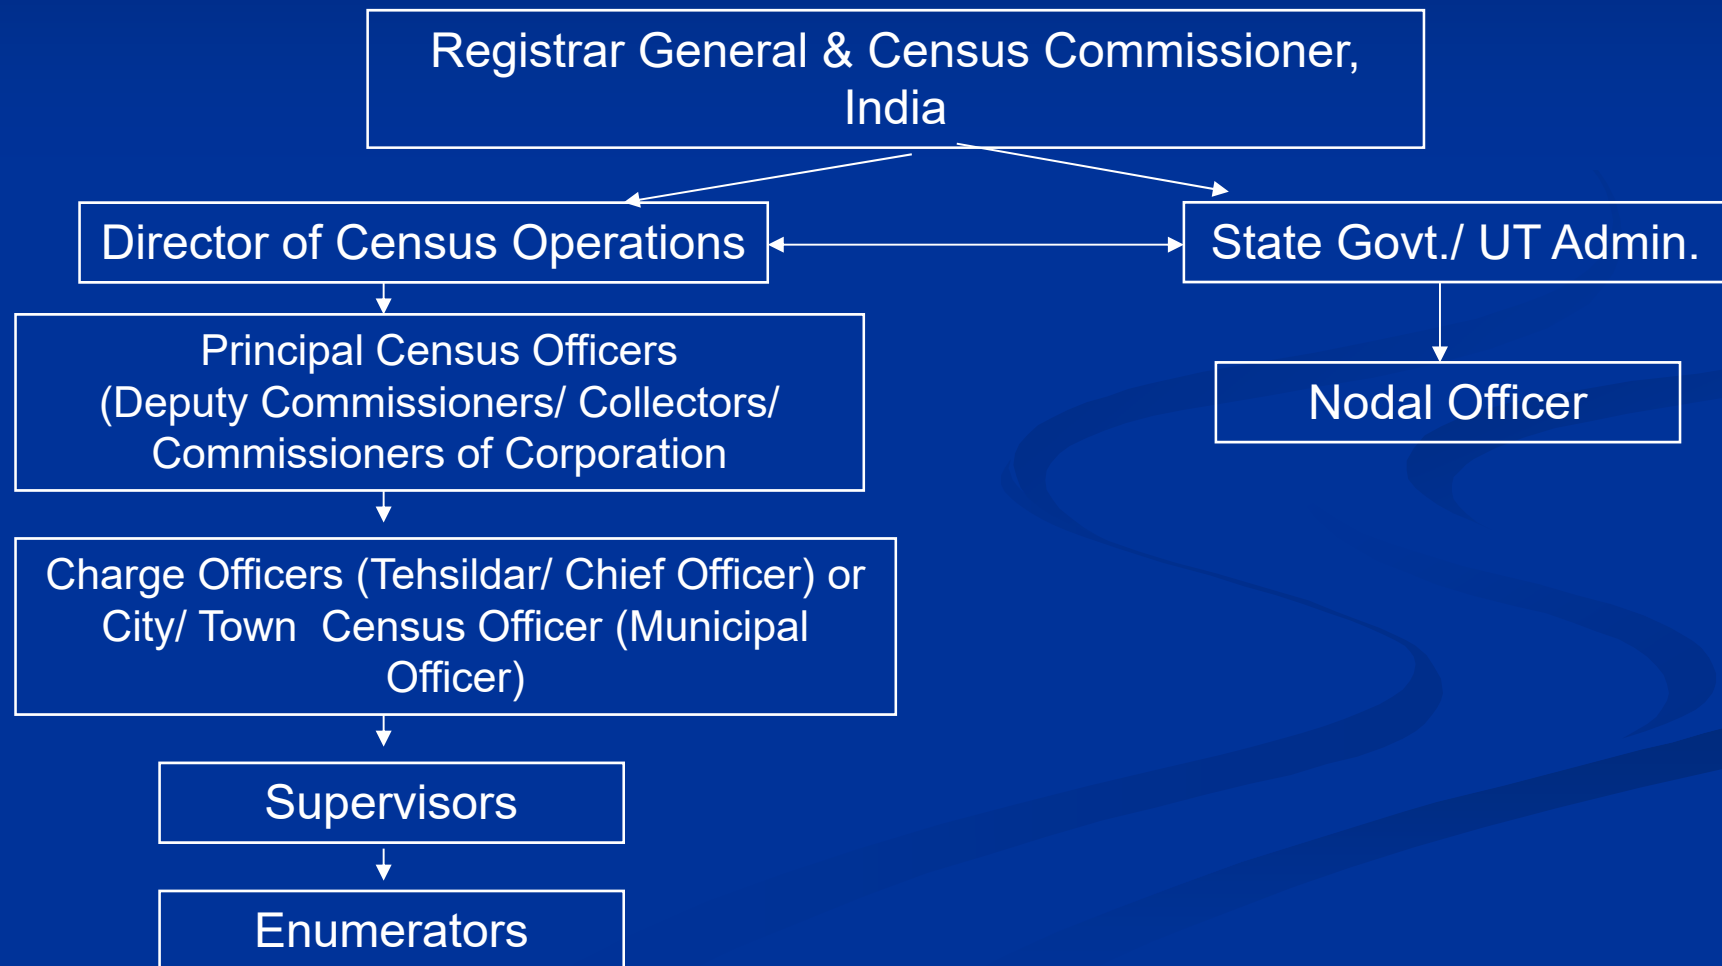 Registrar General & Census Commissioner,
India
Director of Census Operations
State Govt./ UT Admin.
Principal Census Officers
(Deputy Commissioners/ Collectors/
Commissioners of Corporation
Nodal Officer
Charge Officers (Tehsildar/ Chief Officer) or
City/ Town  Census Officer (Municipal
Officer)
Supervisors
Enumerators